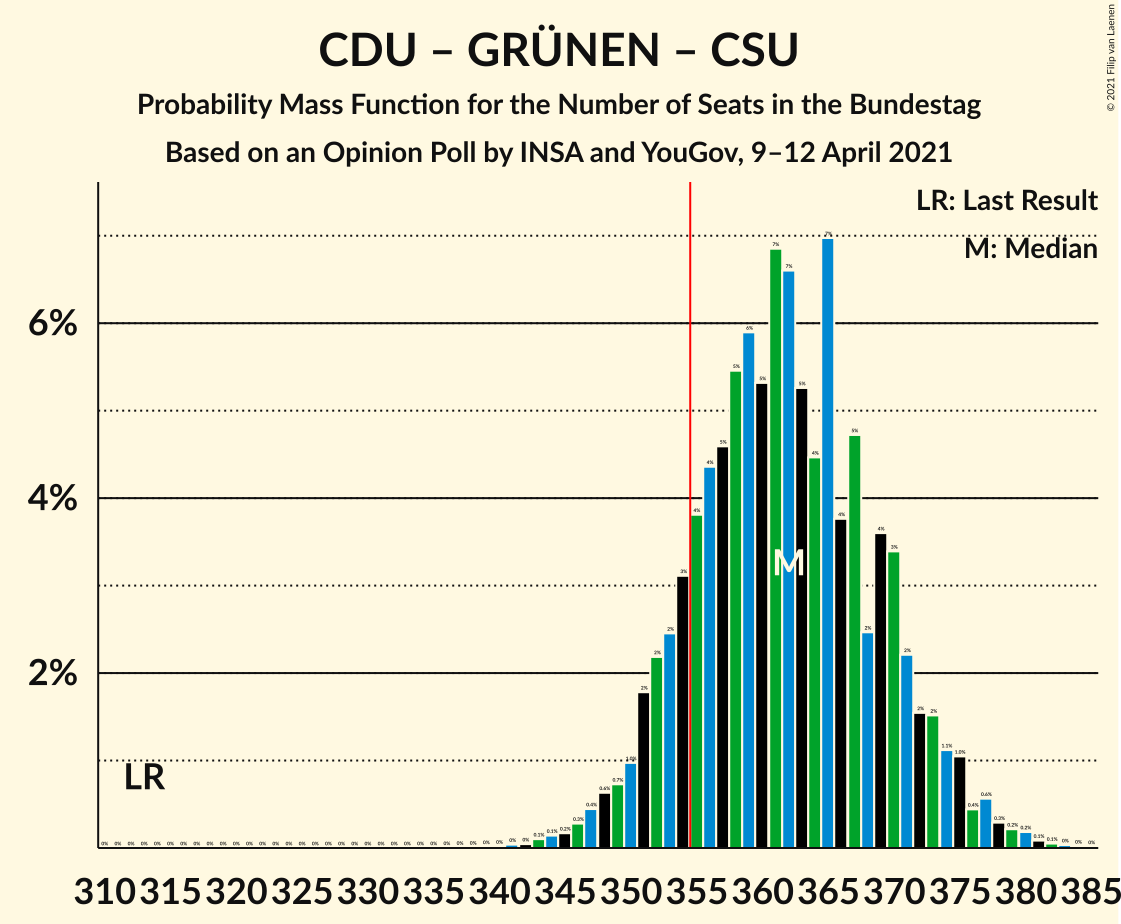 CDU – GRÜNEN – CSU
Probability Mass Function for the Number of Seats in the Bundestag
Based on an Opinion Poll by INSA and YouGov, 9–12 April 2021
© 2021 Filip van Laenen
LR: Last Result
M: Median
6%
4%
2%
LR
M
310 315 320 325 330 335 340 345 350 355 360 365 370 375 380 385